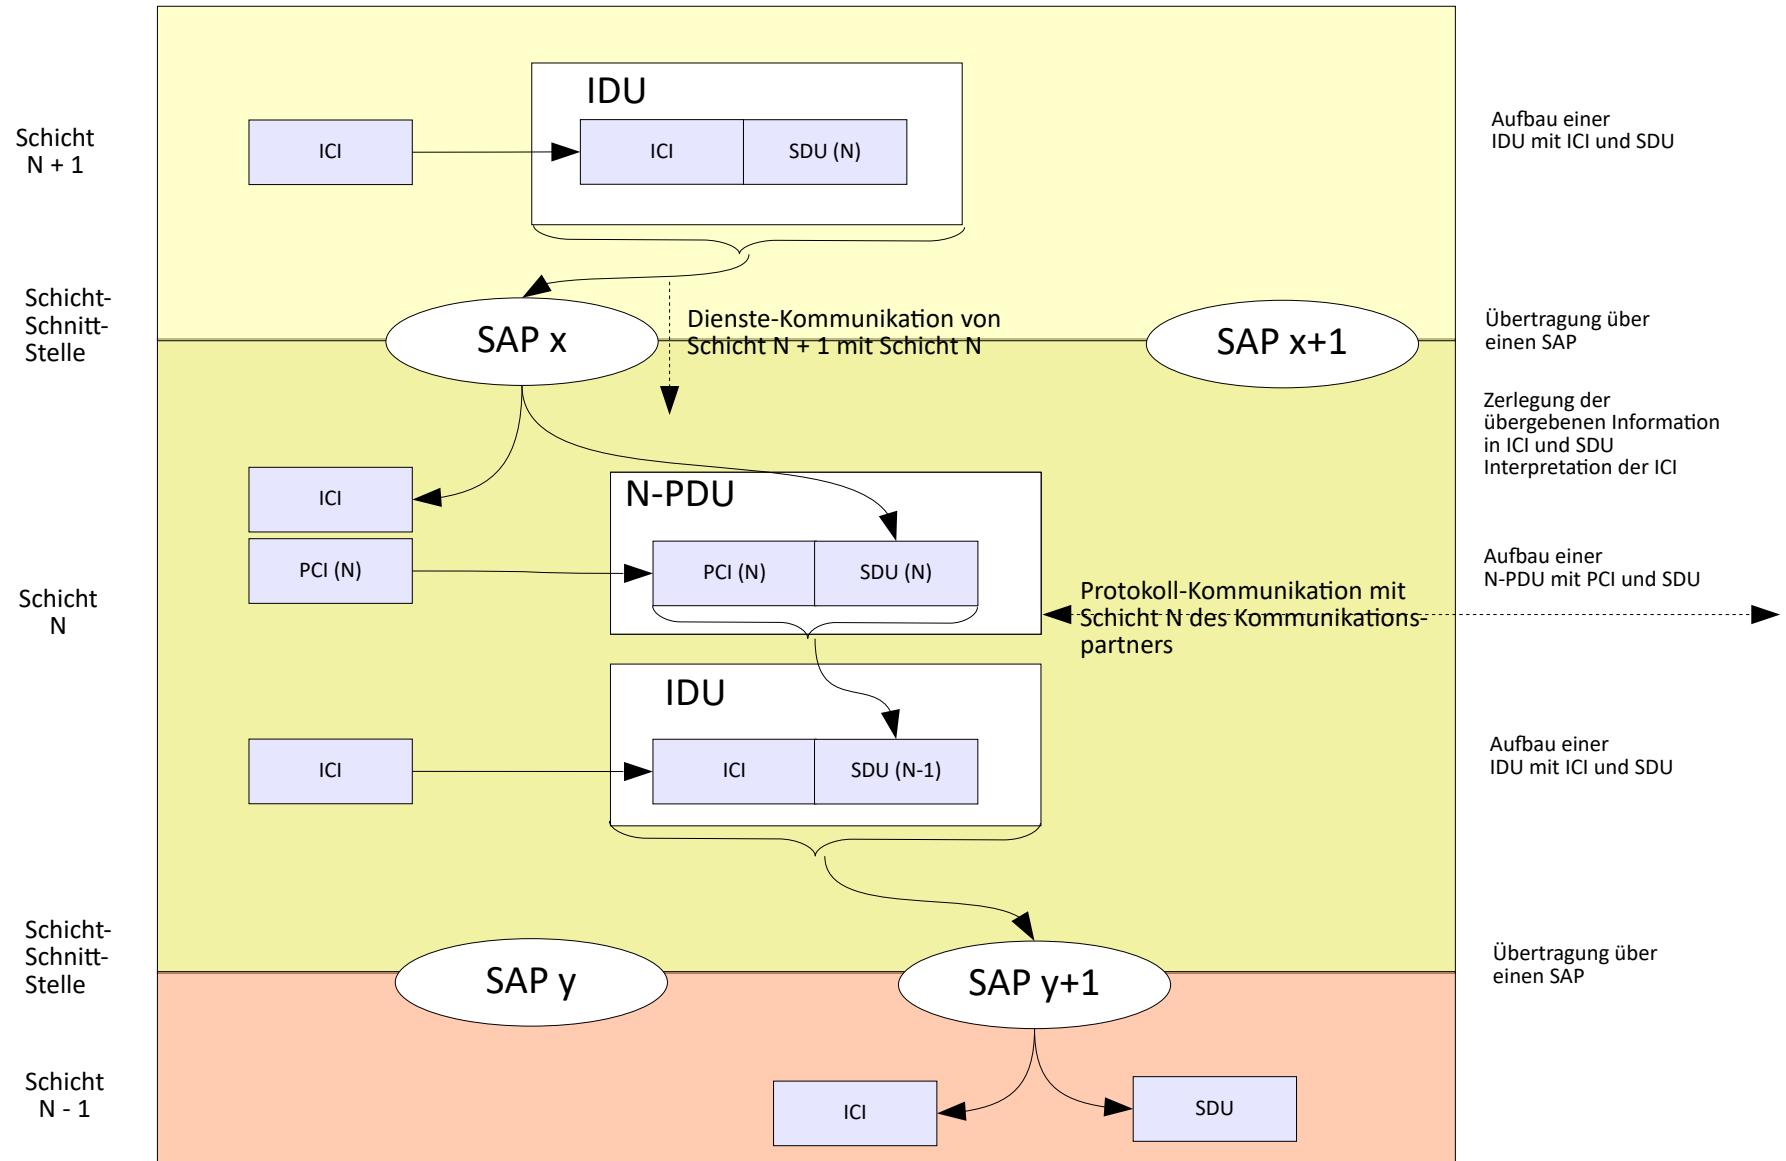 IDU
Schicht
N + 1
ICI
ICI
SDU (N)
Aufbau einer
IDU mit ICI und SDU
Schicht-
Schnitt-
Stelle
SAP x
Dienste-Kommunikation von
Schicht N + 1 mit Schicht N
SAP x+1
Übertragung über
einen SAP
Zerlegung der
übergebenen Information
in ICI und SDU
Interpretation der ICI
ICI
N-PDU
PCI (N)
PCI (N)
SDU (N)
Aufbau einer
N-PDU mit PCI und SDU
Schicht
N
Protokoll-Kommunikation mit
Schicht N des Kommunikations-
partners
IDU
ICI
ICI
SDU (N-1)
Aufbau einer
IDU mit ICI und SDU
Schicht-
Schnitt-
Stelle
SAP y
SAP y+1
Übertragung über
einen SAP
Schicht
N - 1
ICI
SDU